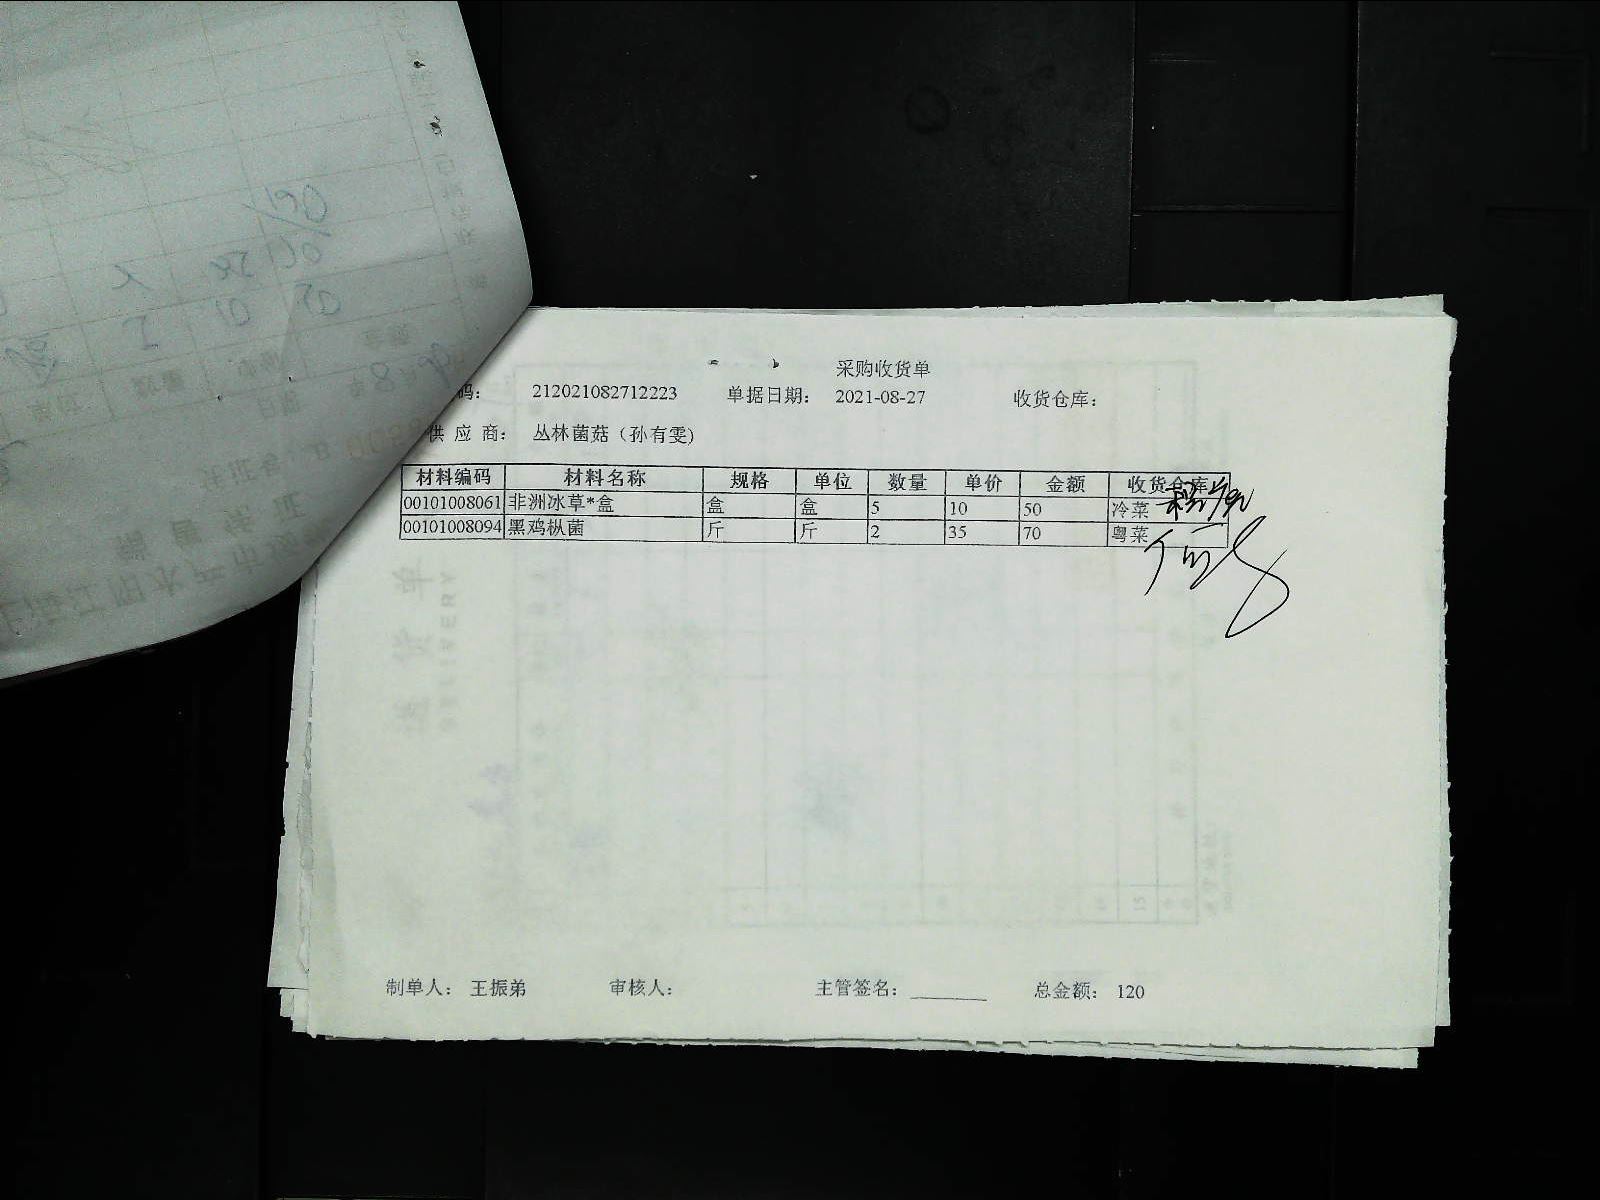 采购收货单
码： 212021082712223 单据日期： 2021-08-27 收货仓库：
供 应 商： 丛林菌菇（孙有雯)
材料编码 材料名称 规格 单位 数量 单价 金额 收货仓库
00101008061 非洲冰草*盒 盒 盒 5 10 50 冷菜
00101008094 黑鸡枞菌 斤 斤 2 35 70 粤菜
制单人： 王振弟 审核人： 主管签名： 总金额： 120